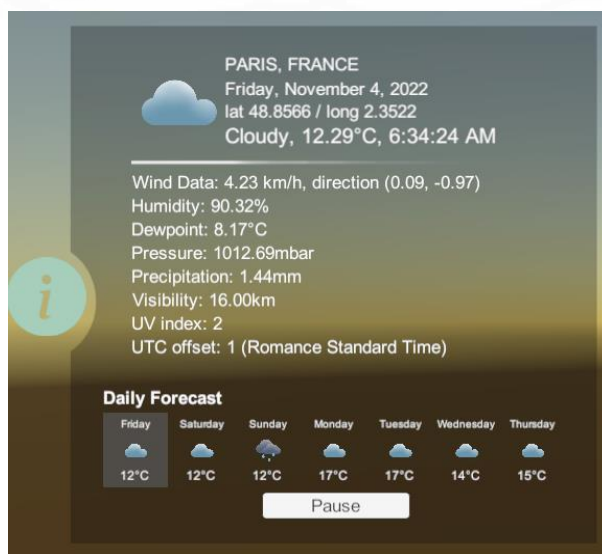 PARIS, FRANCE
Friday, November 4, 2022
lat 48.8566 / long 2.3522
Cloudy, 12.29°C, 6:34:24 AM
Wind Data: 4.23 km/h, direction (0.09, -0.97)
Humidity: 90.32%
Dewpoint: 8.17°C
Pressure: 1012.69mbar
Precipitation: 1.44mm
Visibility: 16.00km
UV index: 2
UTC offset: 1 (Romance Standard Time)
i
Daily Forecast
Friday Saturday Sunday Monday Tuesday Wednesday Thursday
12°C 12°C 12°C 17°C 17°C 14°C 15°C
Pause